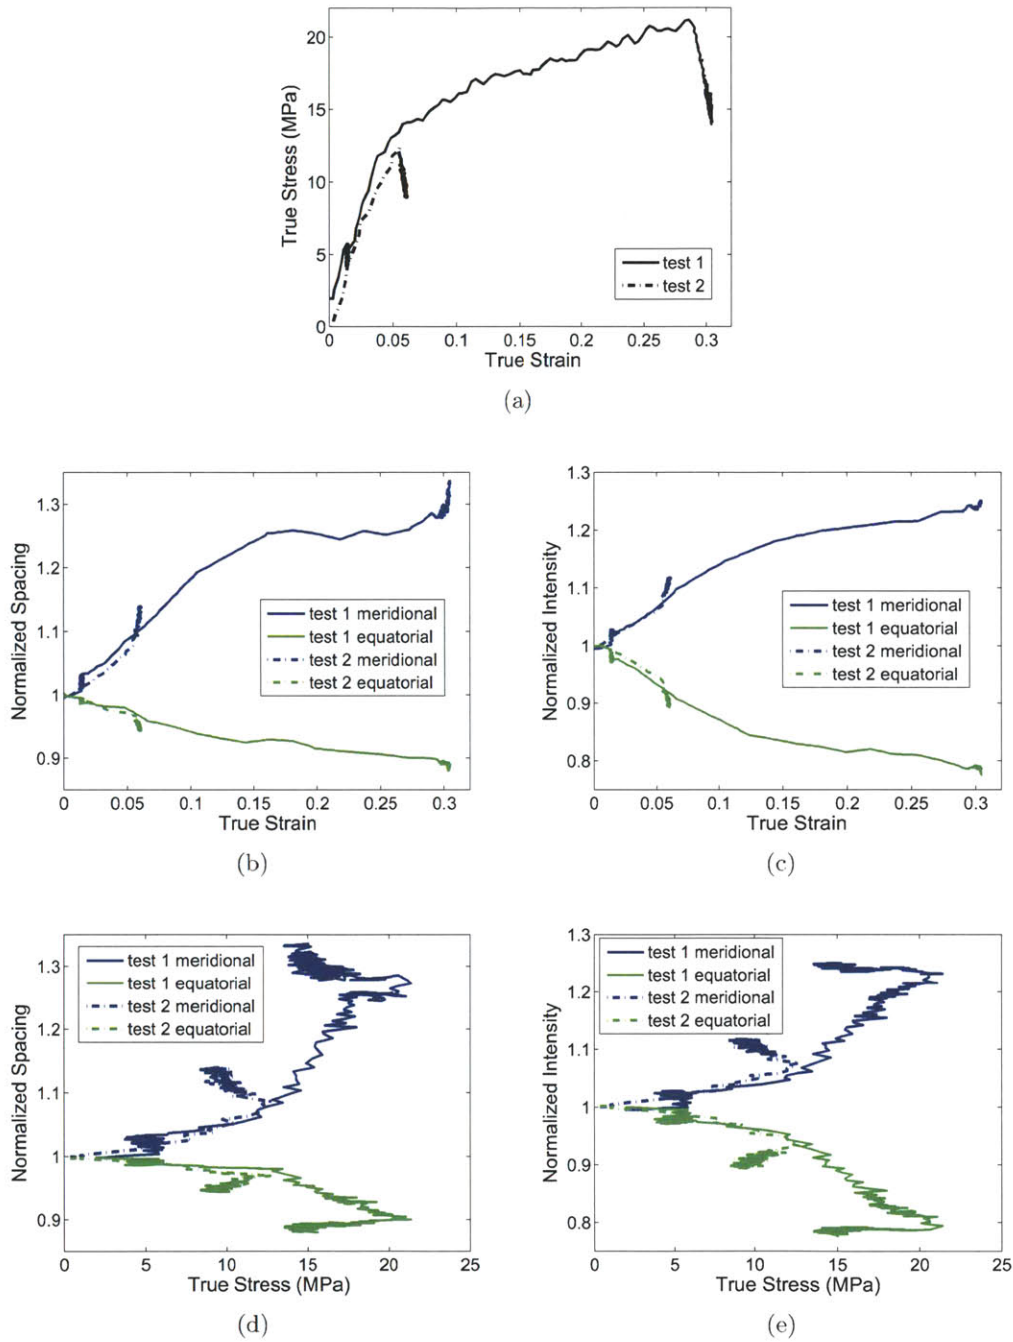 20
15
10
5
0
True Stress (MPa)
test 1
test 2
0 0.05 0.1 0.15 0.2 0.25 0.3
True Strain
(a)
1.3
1.2
1.1
1
0.9
Normalized Spacing
test 1 meridional
test 1 equatorial
test 2 meridional
test 2 equatorial
0 0.05 0.1 0.15 0.2 0.25 0.3
True Strain
(b)
1.3
1.2
1.1
1
0.9
0.8
Normalized Intensity
test 1 meridional
test 1 equatorial
test 2 meridional
test 2 equatorial
0 0.05 0.1 0.15 0.2 0.25 0.3
True Strain
(c)
1.3
1.2
1.1
1
0.9
Normalized Spacing
test 1 meridional
test 1 equatorial
test 2 meridional
test 2 equatorial
0 5 10 15 20 25
True Stress (MPa)
(d)
1.3
1.2
1.1
1
0.9
0.8
Normalized Intensity
test 1 meridional
test 1 equatorial
test 2 meridional
test 2 equatorial
0 5 10 15 20 25
True Stress (MPa)
(e)